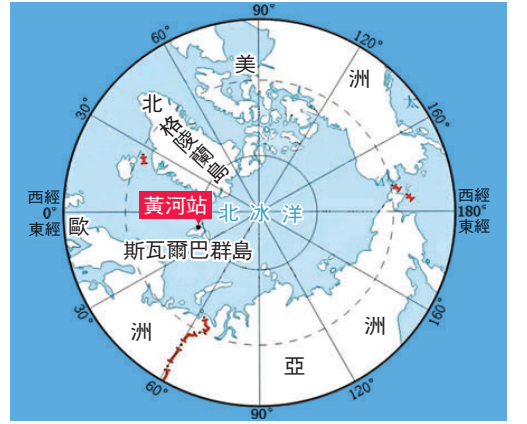 90°
60°
120°
美
洲
30°
北
太
160°
格陵蘭島
西經
0°
東經
黃河站
北冰洋
西經
180°
東經
歐
斯瓦爾巴群島
30°
洲
洲
160°
亞
60°
120°
90°